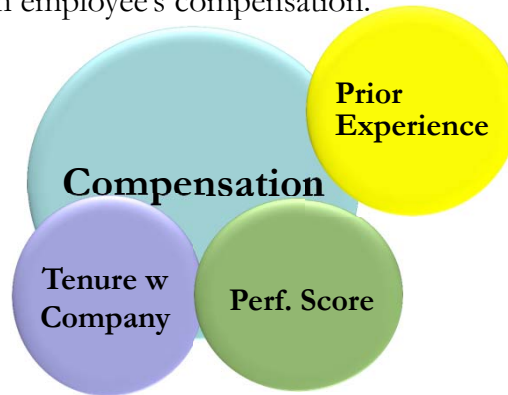 employee's compensation.
Prior
Experience
Compensation
Tenure w
Company
Perf. Score